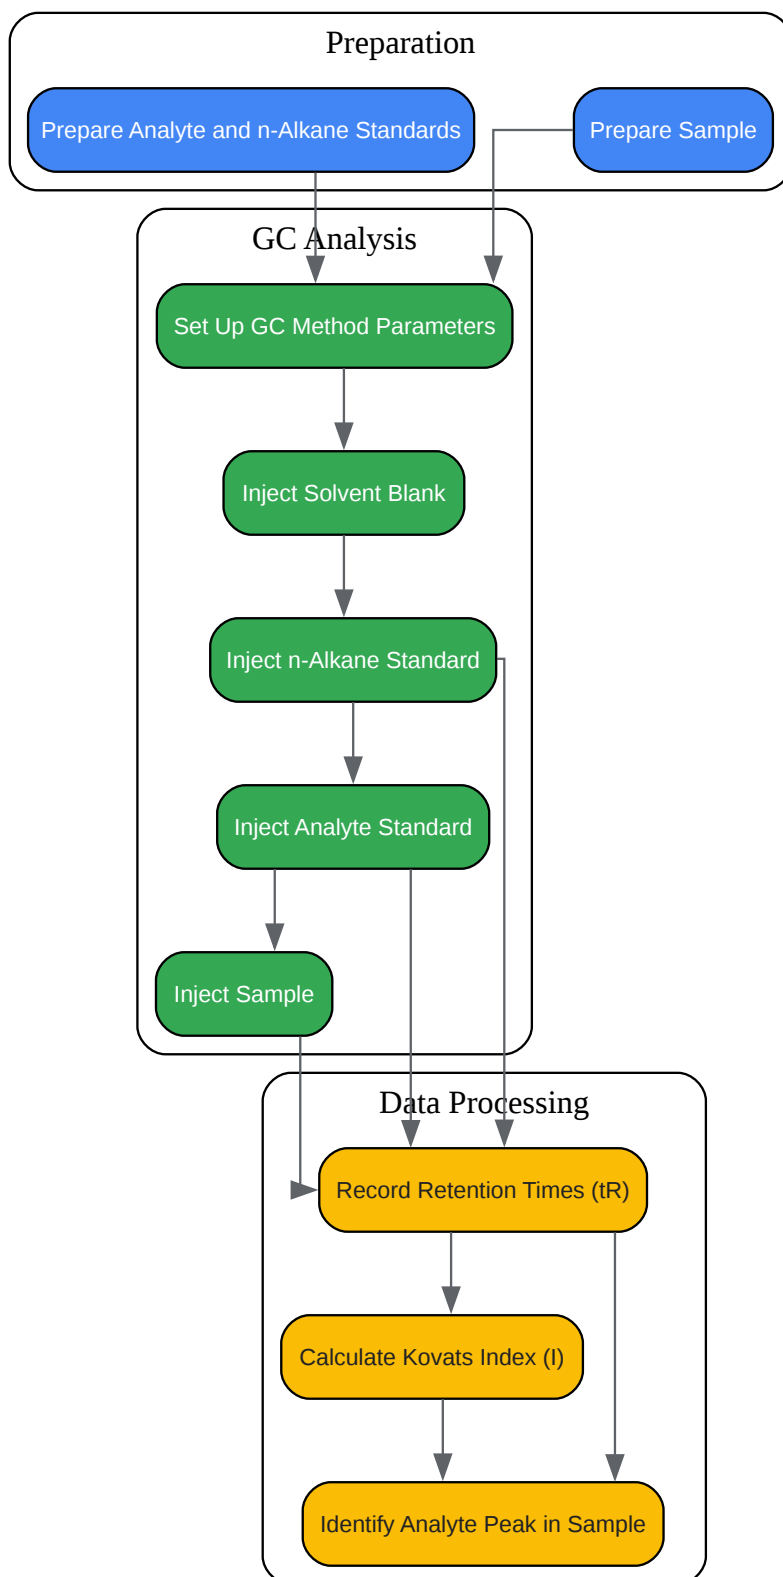 Preparation
Prepare Analyte and n-Alkane Standards
Prepare Sample
GC Analysis
Set Up GC Method Parameters
Inject Solvent Blank
Inject n-Alkane Standard
Inject Analyte Standard
Inject Sample
Data Processing
Record Retention Times (tR)
Calculate Kovats Index (I)
Identify Analyte Peak in Sample